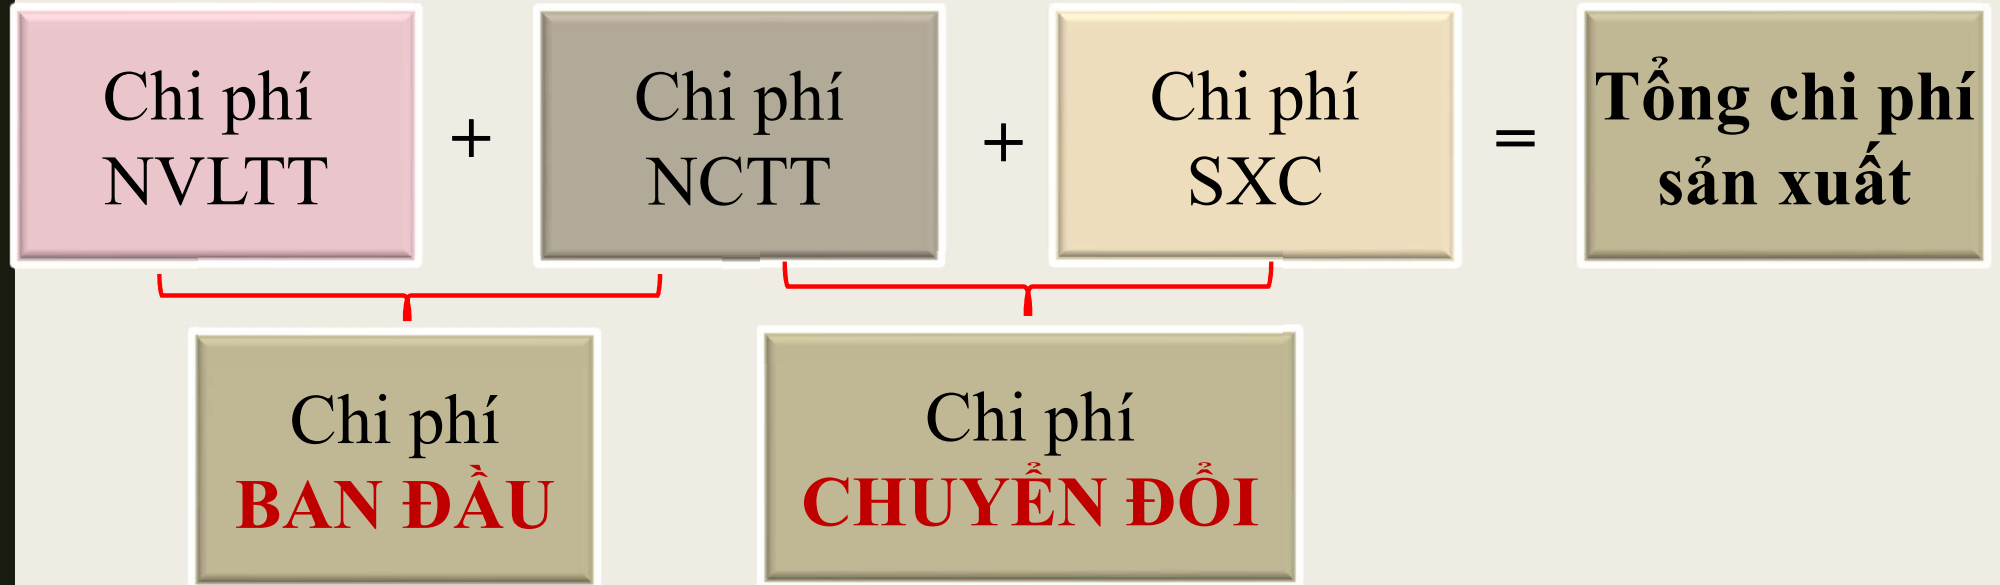 Chi phí
NVLTT
+
Chi phí
NCTT
+
Chi phí
SXC
=
Tổng chi phí
sản xuất
Chi phí
BAN ĐẦU
Chi phí
CHUYỂN ĐỔI